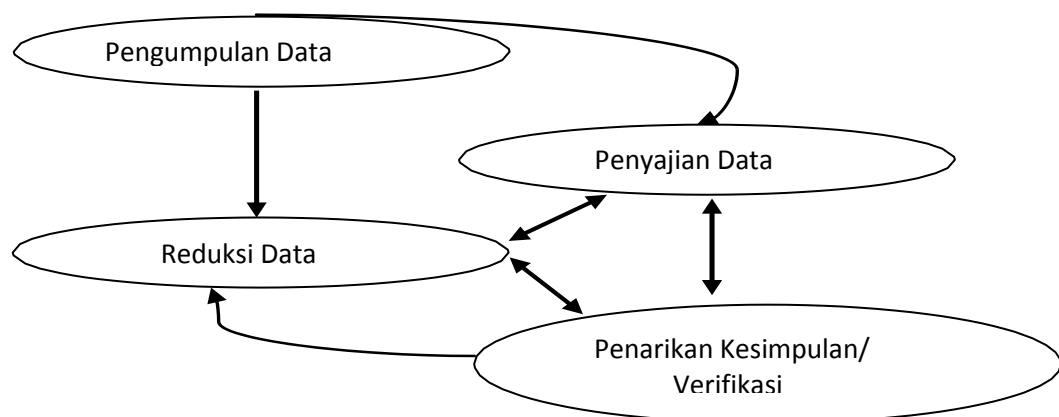 Pengumpulan Data
Penyajian Data
Reduksi Data
Penarikan Kesimpulan/
Verifikasi